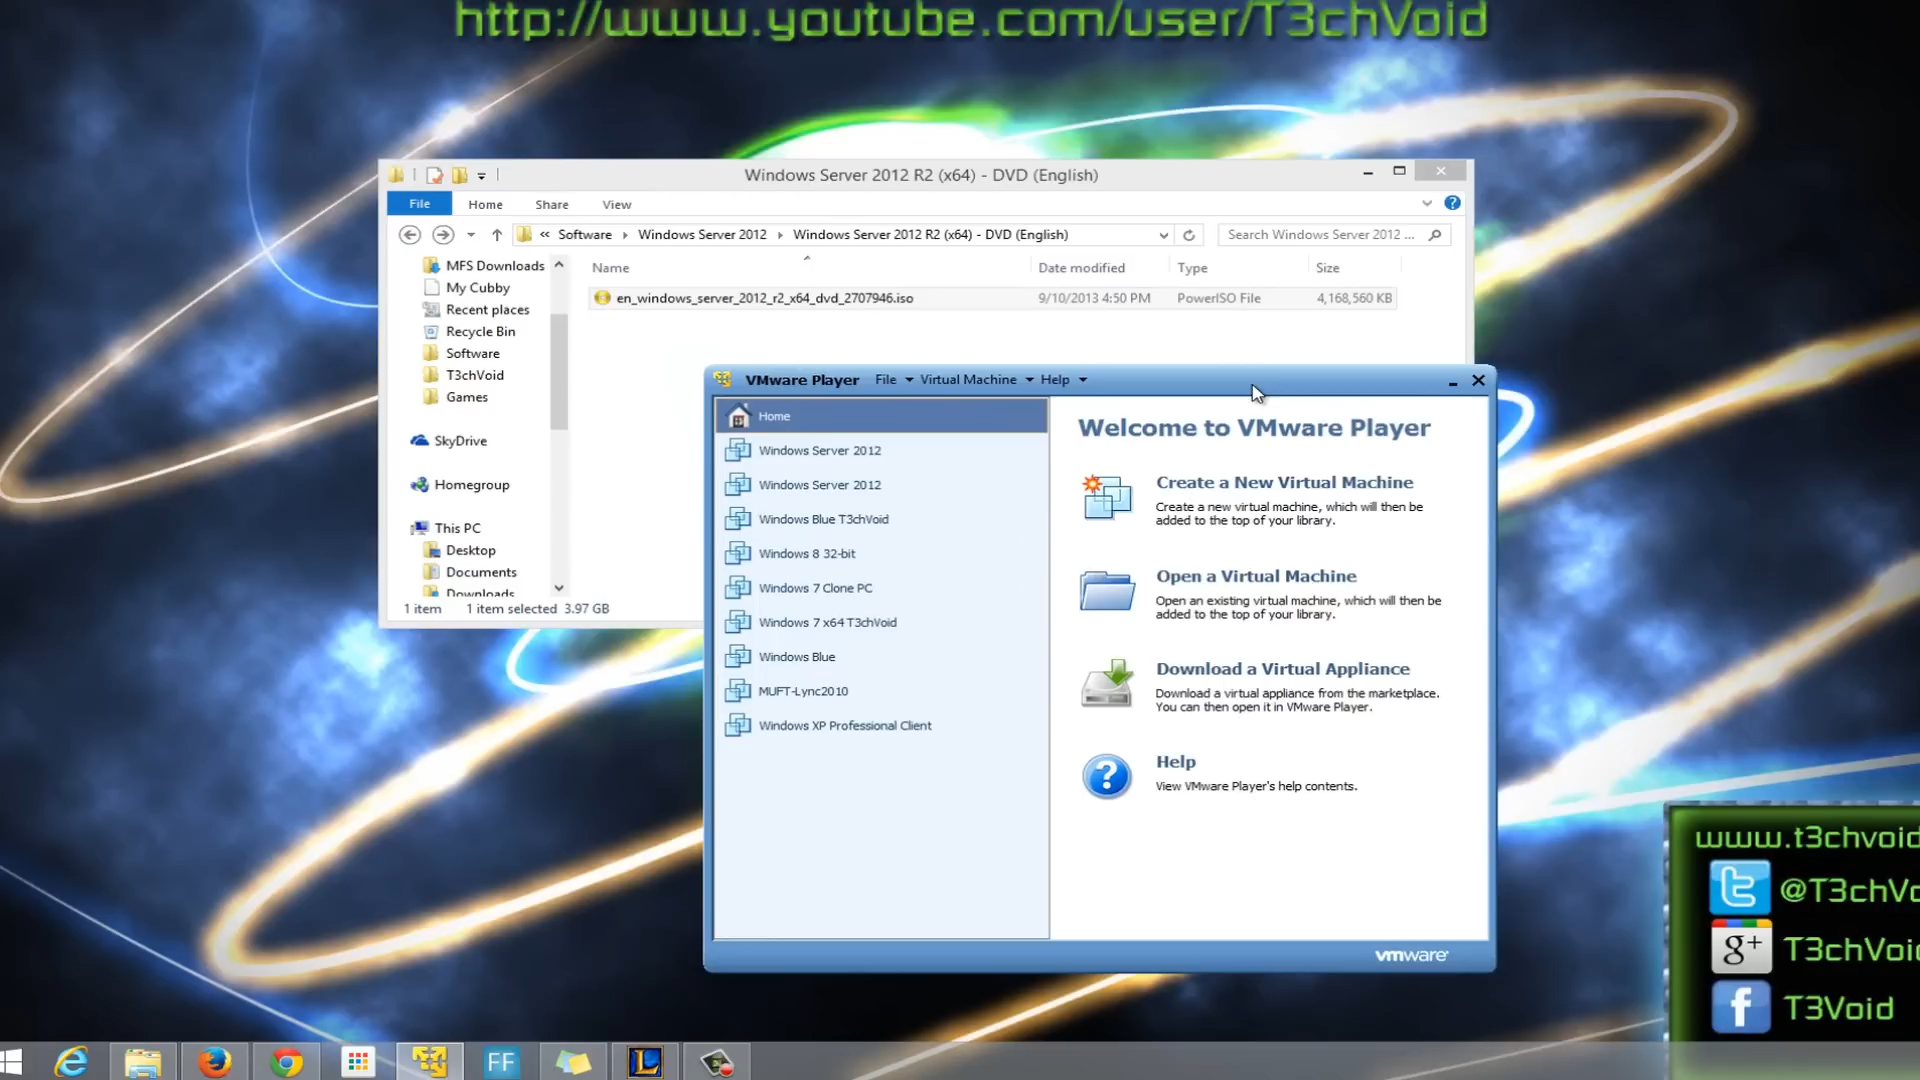 http://www.youtube.com/user/T3chVoid
Windows Server 2012 R2 (x64) - DVD (English)
File Home Share View
« Software Windows Server 2012 Windows Server 2012 R2 (x64) - DVD (English)
Search Windows Server 2012 ...
MFS Downloads
My Cubby
Recent places
Recycle Bin
Software
T3chVoid
Games
SkyDrive
Homegroup
This PC
Desktop
Documents
Downloads
Name Date modified Type Size
en_windows_server_2012_r2_x64_dvd_2707946.iso 9/10/2013 4:50 PM PowerISO File 4,168,560 KB
1 item 1 item selected 3.97 GB
VMware Player File Virtual Machine Help
Home
Windows Server 2012
Windows Server 2012
Windows Blue T3chVoid
Windows 8 32-bit
Windows 7 Clone PC
Windows 7 x64 T3chVoid
Windows Blue
MUFT-Lync2010
Windows XP Professional Client
Welcome to VMware Player
Create a New Virtual Machine
Create a new virtual machine, which will then be
added to the top of your library.
Open a Virtual Machine
Open an existing virtual machine, which will then be
added to the top of your library.
Download a Virtual Appliance
Download a virtual appliance from the marketplace.
You can then open it in VMware Player.
Help
View VMware Player's help contents.
vmware
www.t3chvoid
@T3chVo
g+ T3chVoi
f T3Void
FF
L